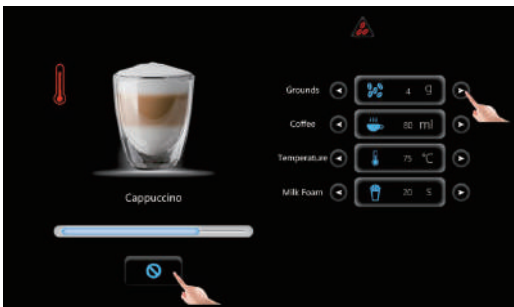 Grounds 4 g
Coffee 80 ml
Temperature 75 °C
Milk Foam 20 S
Cappuccino